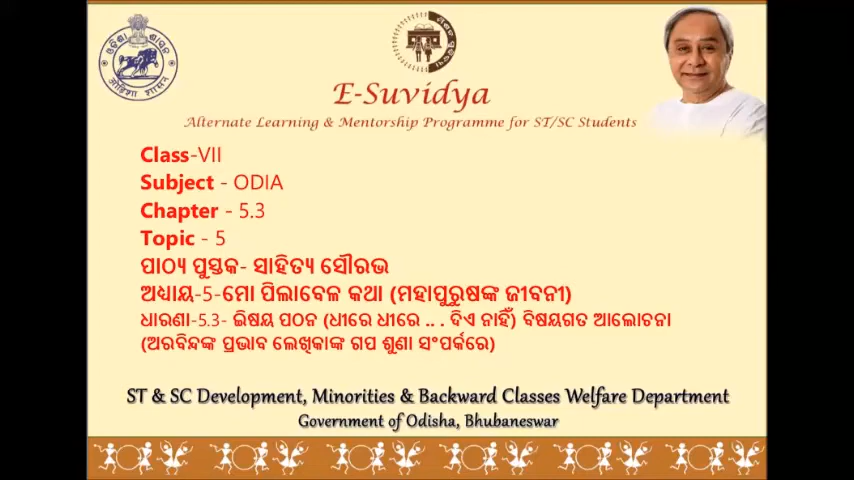 E-Suvidya
Alternate Learning & Mentorship Programme for ST/SC Students
Class-VII
Subject - ODIA
Chapter - 5.3
Topic - 5
ପାଠ୍ୟ ପୁସ୍ତକ- ସାହିତ୍ୟ ସୌରଭ
ଅଧ୍ୟାୟ-5-ମୋ ପିଲାବେଳ କଥା (ମହାପୁରୁଷଙ୍କ ଜୀବନୀ)
ଧାରଣା-5.3- ଭିଷୟ ପଠନ (ଧୀରେ ଧୀରେ .. . ଦିଏ ନାହିଁ) ବିଷୟଗତ ଆଲୋଚନା
(ଅରବିନ୍ଦଙ୍କ ପ୍ରଭାବ ଲେଖିକାଙ୍କ ଗପ ଶୁଣା ସଂପର୍କରେ)
ST & SC Development, Minorities & Backward Classes Welfare Department
Government of Odisha, Bhubaneswar